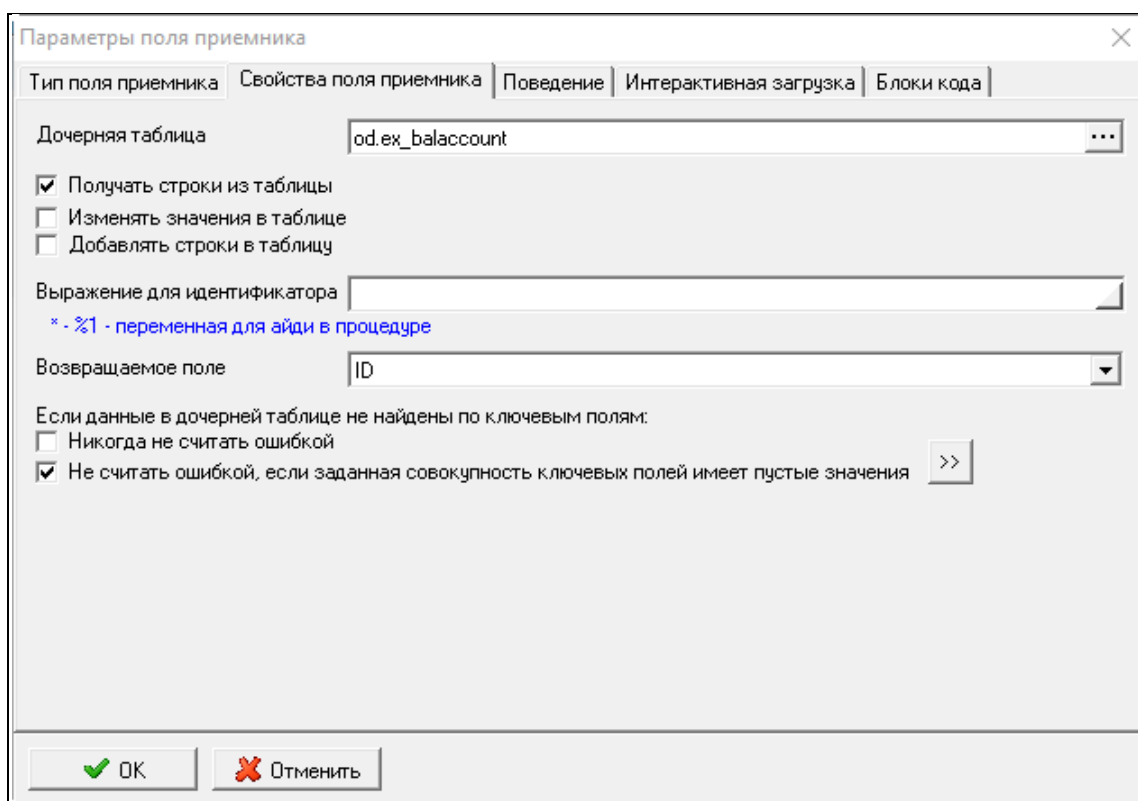 Параметры поля приемника
Тип поля приемника Свойства поля приемника Поведение Интерактивная загрузка Блоки кода
Дочерняя таблица od.ex_balaccount ...
Получать строки из таблицы
Изменять значения в таблице
Добавлять строки в таблицу
Выражение для идентификатора
* - %1 - переменная для айди в процедуре
Возвращаемое поле ID
Если данные в дочерней таблице не найдены по ключевым полям:
Никогда не считать ошибкой
Не считать ошибкой, если заданная совокупность ключевых полей имеет пустые значения >>
OK Отменить